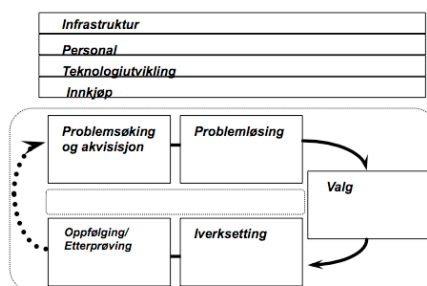 Infrastruktur
Personal
Teknologiutvikling
Innkjøp
Problemsøking
og akvisisjon
Problemløsing
Valg
Oppfølging/
Etterprøving
Iverksetting